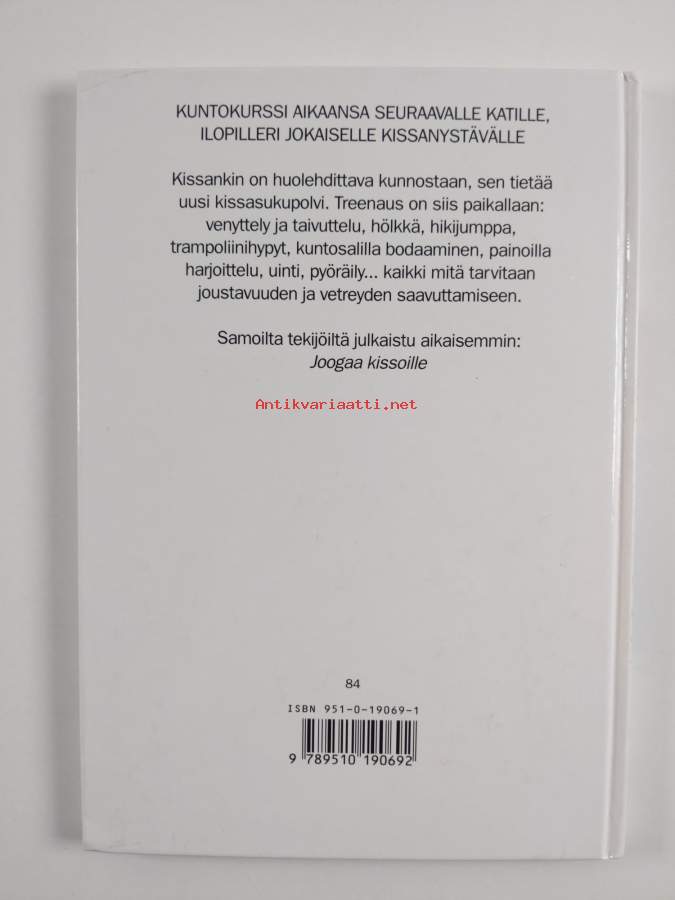 KUNTOKURSSI AIKAANSA SEURAAVALLE KATILLE,
ILOPILLERI JOKAISELLE KISSANYSTÄVÄLLE
Kissankin on huolehdittava kunnostaan, sen tietää
uusi kissasukupolvi. Treenaus on siis paikallaan:
venyttely ja taivuttelu, hölkkä, hikijumppa,
trampoliinihypyt, kuntosalilla bodaaminen, painoilla
harjoittelu, uinti, pyöräily... kaikki mitä tarvitaan
joustavuuden ja vetreyden saavuttamiseen.
Samoilta tekijöiltä julkaistu aikaisemmin:
Joogaa kissoille
Antikvariaatti.net
84
ISBN 951-0-19069-1
9 789510 190692